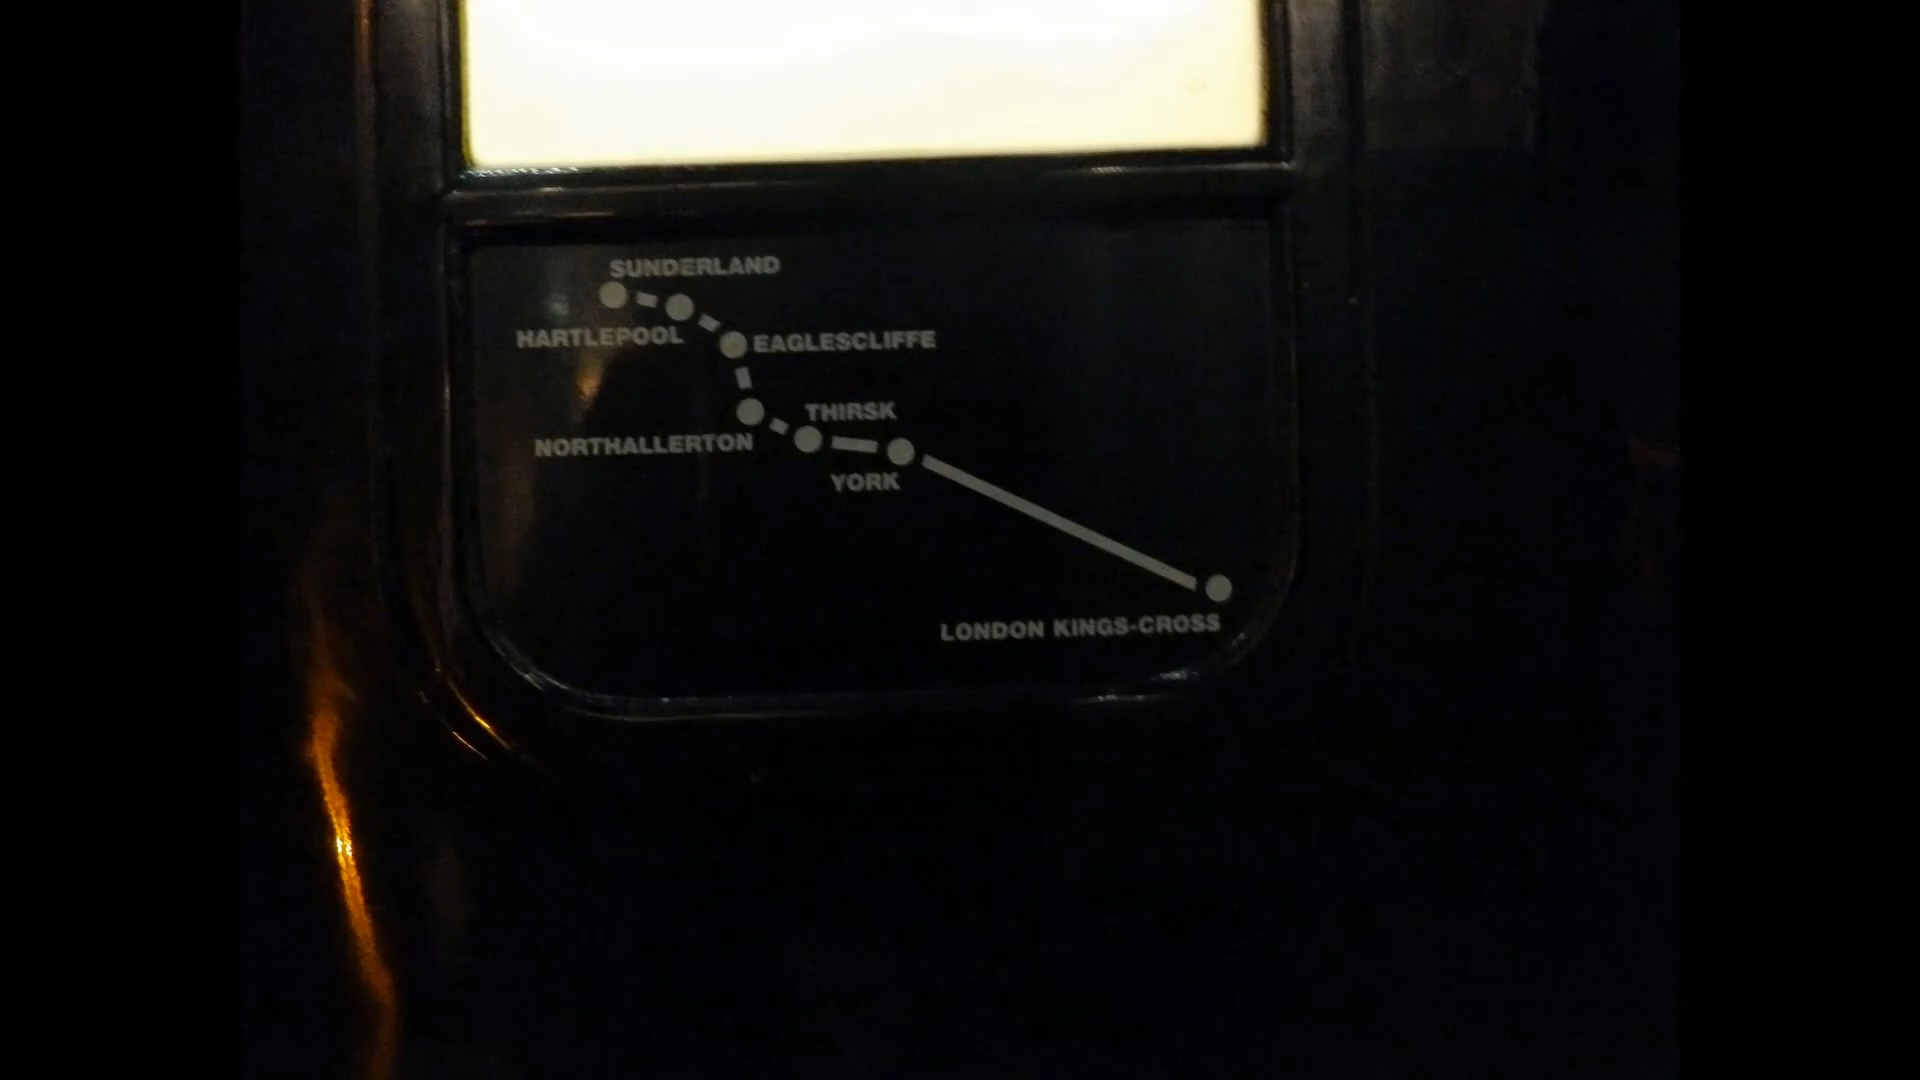 SUNDERLAND
HARTLEPOOL
EAGLESCLIFFE
THIRSK
NORTHALLERTON
YORK
LONDON KINGS-CROSS